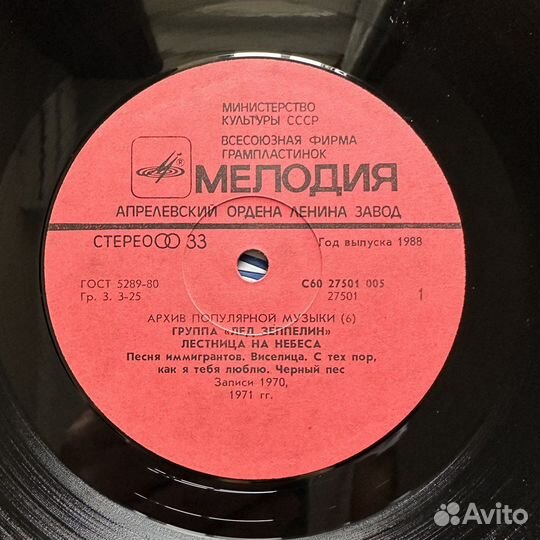 МИНИСТЕРСТВО
КУЛЬТУРЫ СССР
ВСЕСОЮЗНАЯ ФИРМА
ГРАМПЛАСТИНОК
МЕЛОДИЯ
АПРЕЛЕВСКИЙ ОРДЕНА ЛЕНИНА ЗАВОД
СТЕРЕО 33
Год выпуска 1988
ГОСТ 5289-80
Гр. 3. 3-25
С60 27501 005
27501
1
АРХИВ ПОПУЛЯРНОЙ МУЗЫКИ (6)
ГРУППА «ЛЕД ЗЕППЕЛИН»
ЛЕСТНИЦА НА НЕБЕСА
Песня иммигрантов. Виселица. С тех пор,
как я тебя люблю. Черный пес
Записи 1970,
1971 гг.
Avito